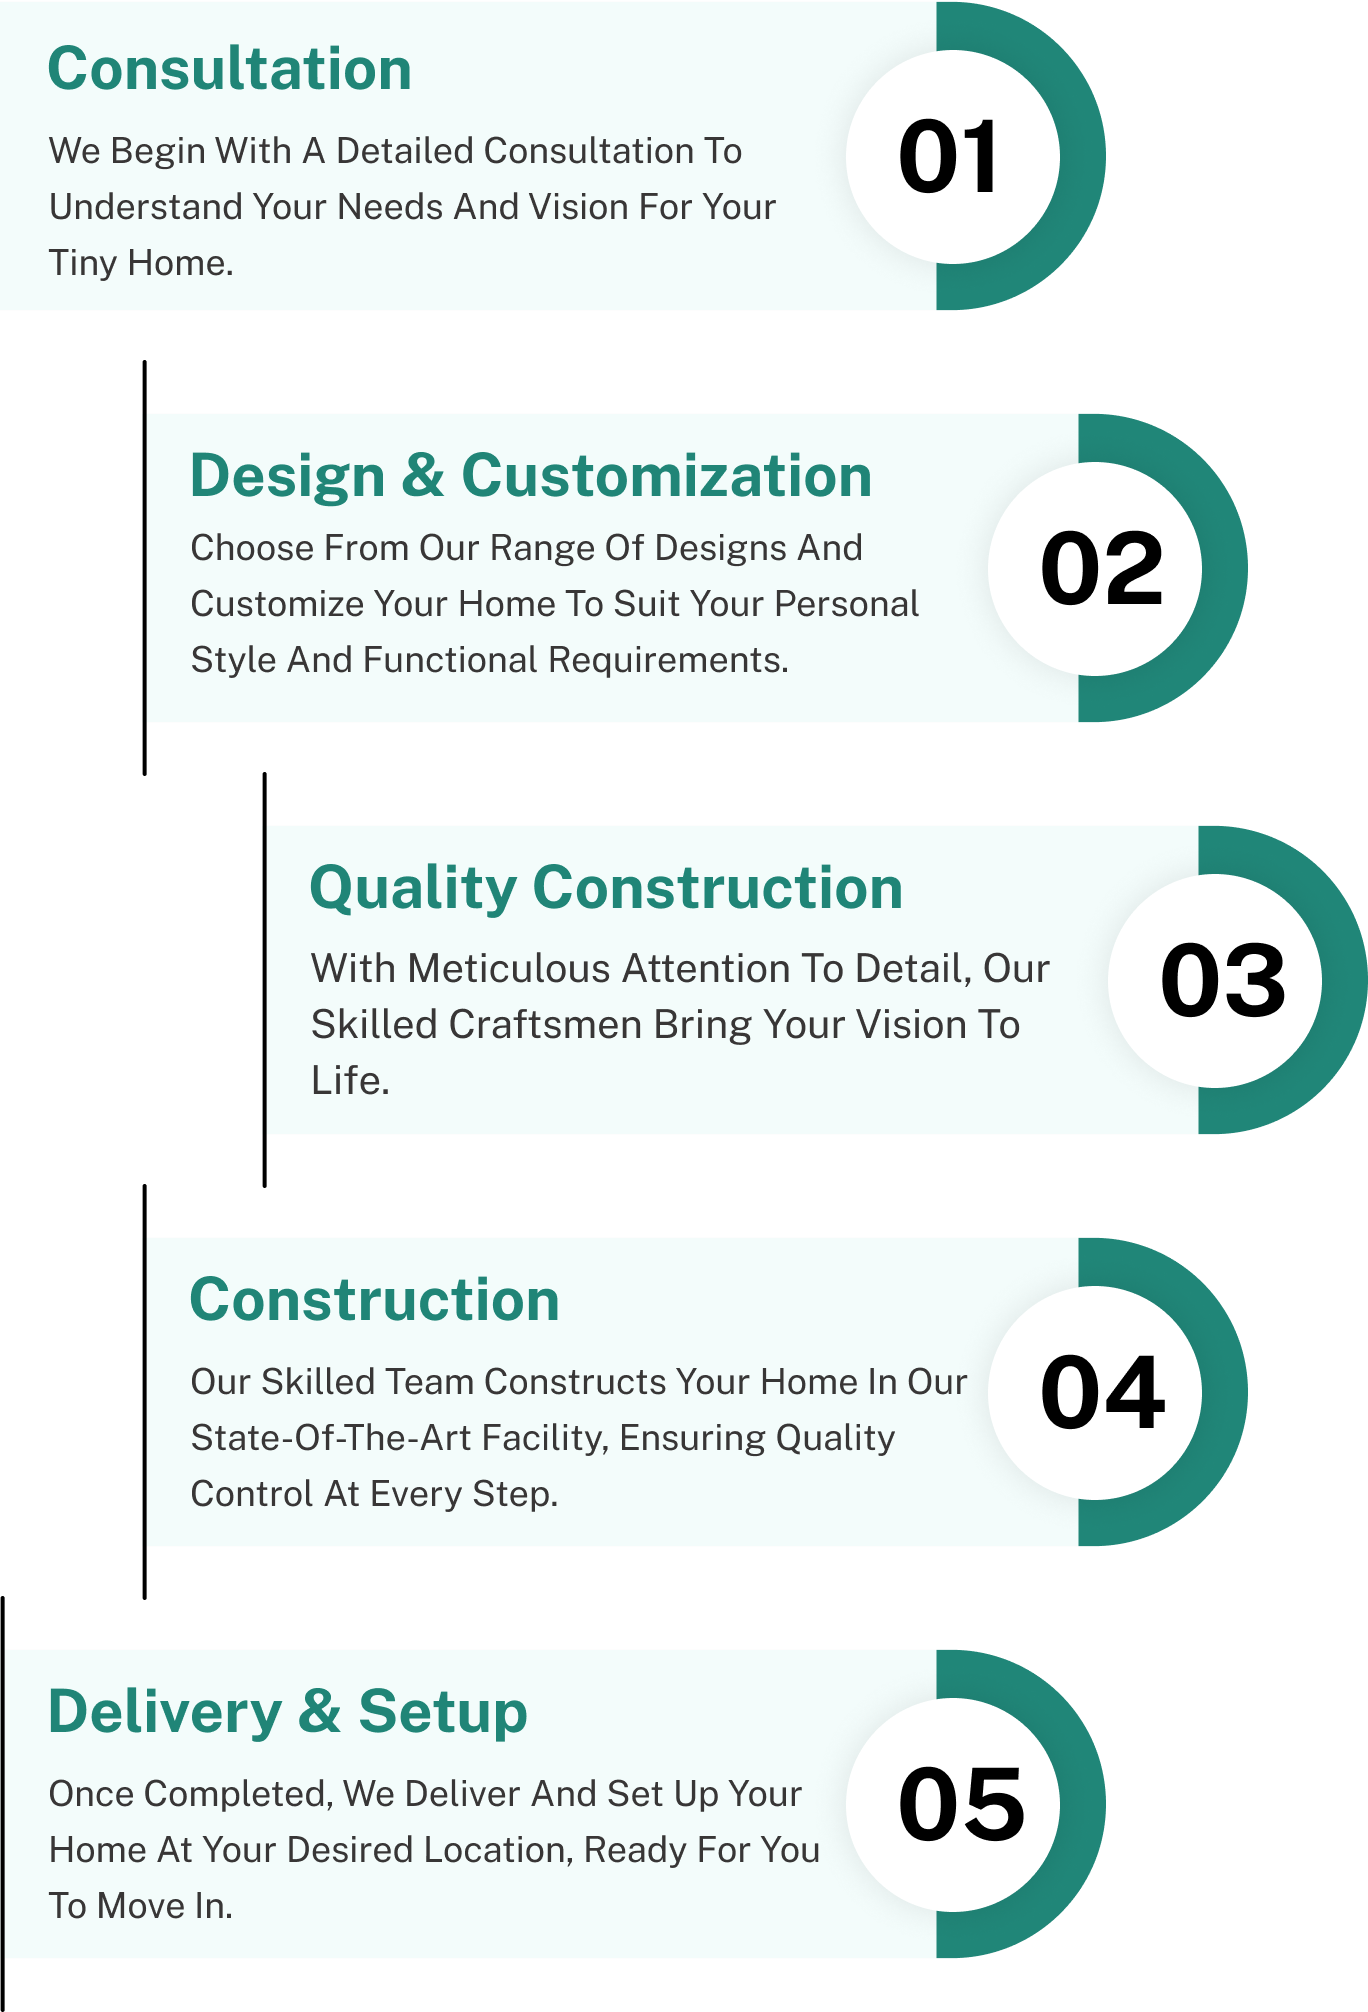 Consultation
We Begin With A Detailed Consultation To
Understand Your Needs And Vision For Your
Tiny Home.
01
Design & Customization
Choose From Our Range Of Designs And
Customize Your Home To Suit Your Personal
Style And Functional Requirements.
02
Quality Construction
With Meticulous Attention To Detail, Our
Skilled Craftsmen Bring Your Vision To
Life.
03
Construction
Our Skilled Team Constructs Your Home In Our
State-Of-The-Art Facility, Ensuring Quality
Control At Every Step.
04
Delivery & Setup
Once Completed, We Deliver And Set Up Your
Home At Your Desired Location, Ready For You
To Move In.
05